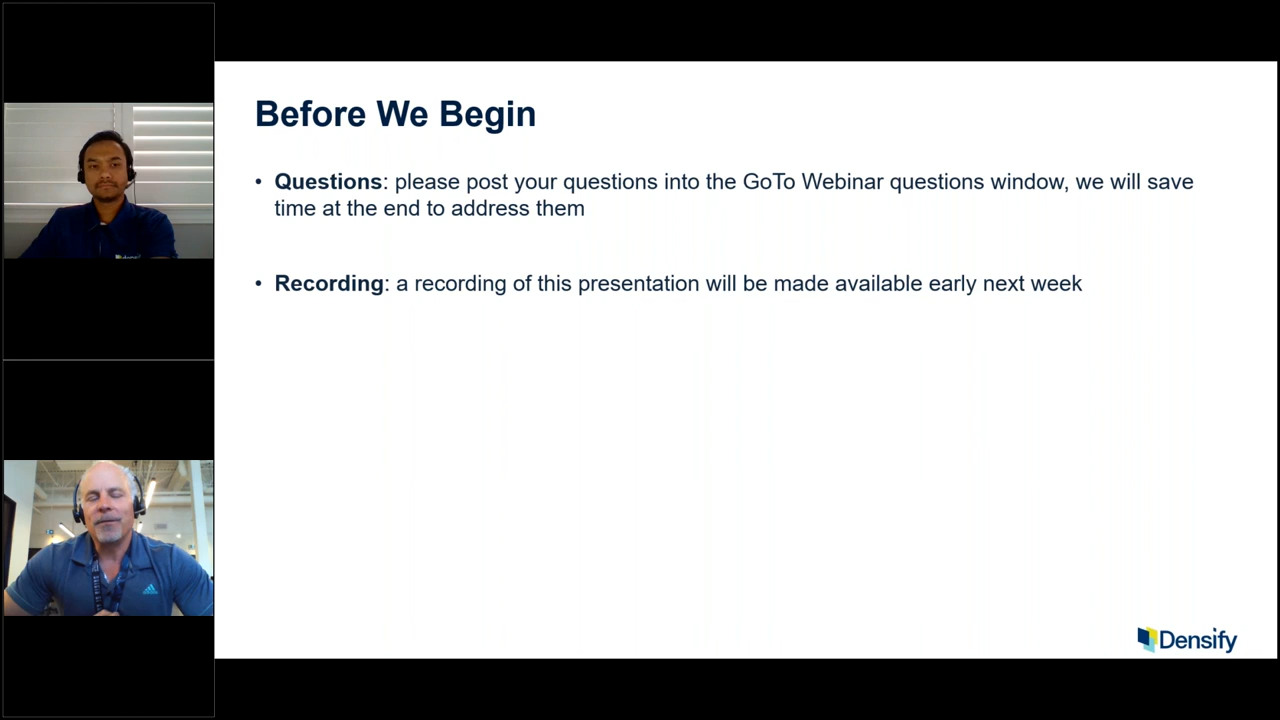 Before We Begin
• Questions: please post your questions into the GoTo Webinar questions window, we will save
time at the end to address them
• Recording: a recording of this presentation will be made available early next week
Densify